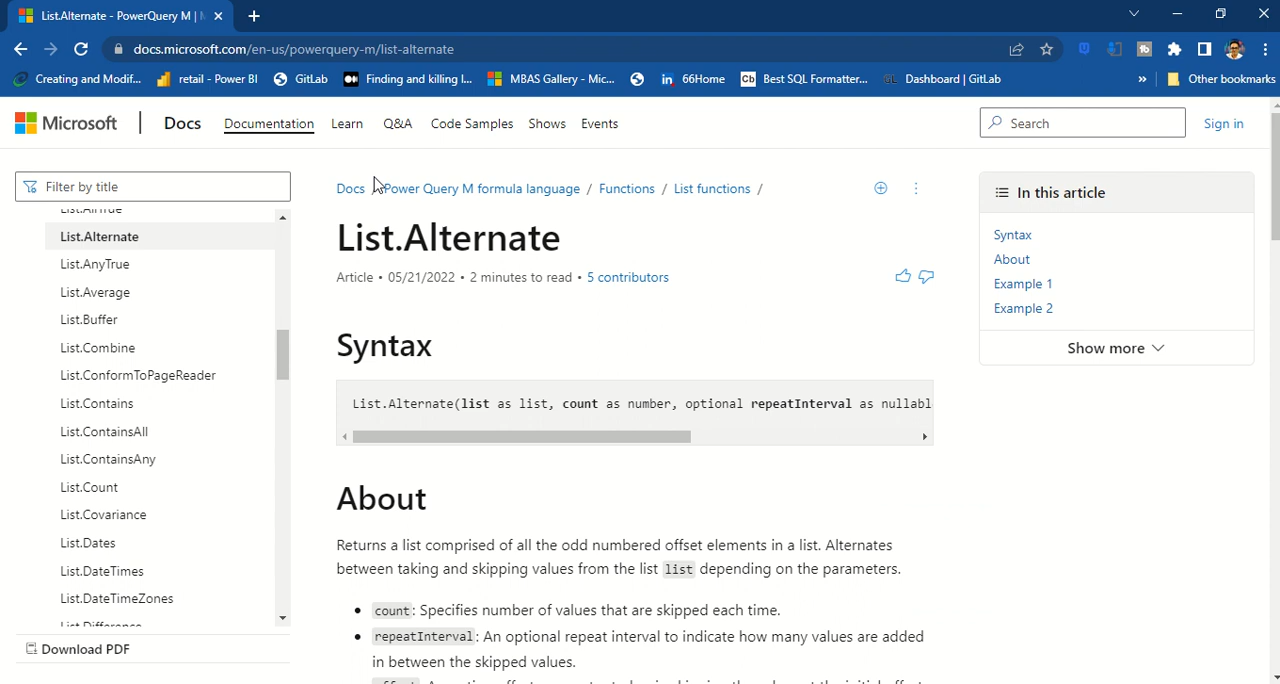 List.Alternate - PowerQuery M |
docs.microsoft.com/en-us/powerquery-m/list-alternate
Creating and Modif... retail - Power BI GitLab Finding and killing l... MBAS Gallery - Mic... 66Home Best SQL Formatter... Dashboard | GitLab » Other bookmarks
Microsoft Docs Documentation Learn Q&A Code Samples Shows Events Search Sign in
Filter by title
List.Alternate
List.AnyTrue
List.Average
List.Buffer
List.Combine
List.ConformToPageReader
List.Contains
List.ContainsAll
List.ContainsAny
List.Count
List.Covariance
List.Dates
List.DateTimes
List.DateTimeZones
Download PDF
Docs / Power Query M formula language / Functions / List functions /
List.Alternate
Article • 05/21/2022 • 2 minutes to read • 5 contributors
Syntax
List.Alternate(list as list, count as number, optional repeatInterval as nullabl
About
Returns a list comprised of all the odd numbered offset elements in a list. Alternates
between taking and skipping values from the list list depending on the parameters.
• count: Specifies number of values that are skipped each time.
• repeatInterval: An optional repeat interval to indicate how many values are added
in between the skipped values.
In this article
Syntax
About
Example 1
Example 2
Show more